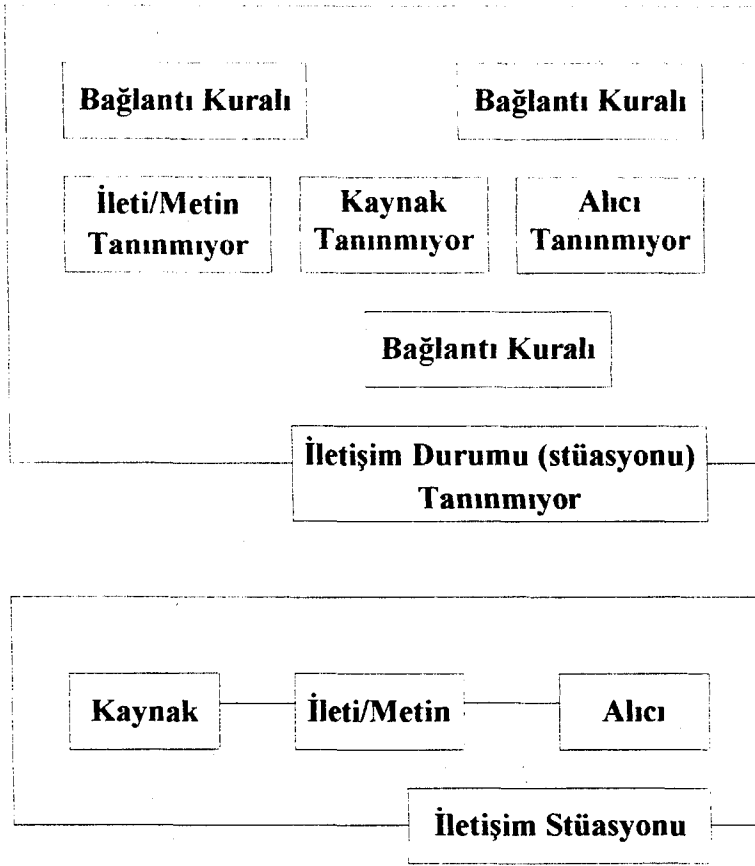 Bağlantı Kuralı
Bağlantı Kuralı
İleti/Metin
Tanınmıyor
Kaynak
Tanınmıyor
Alıcı
Tanınmıyor
Bağlantı Kuralı
İletişim Durumu (stüasyonu)
Tanınmıyor
Kaynak
İleti/Metin
Alıcı
İletişim Stüasyonu